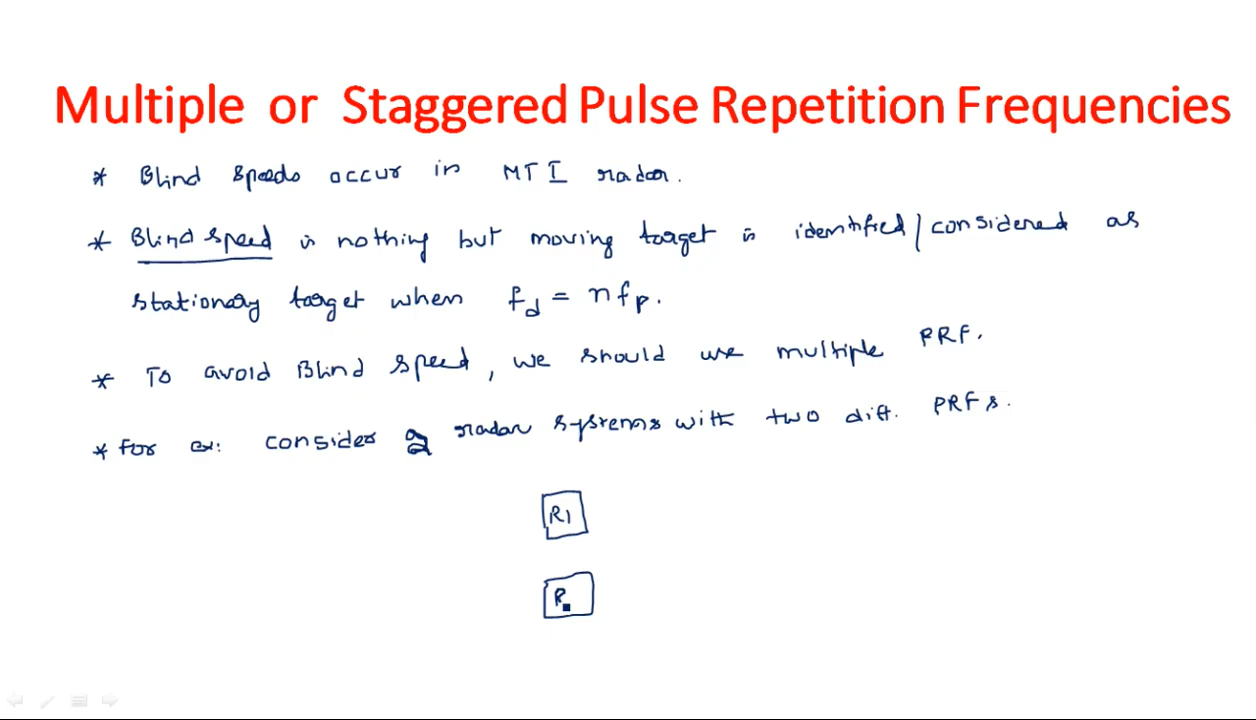 Multiple or Staggered Pulse Repetition Frequencies
* Blind speeds occur in MTI radar.
* Blind speed is nothing but moving target is identified/considered as
stationary target when fd = nfp.
* To avoid Blind speed, we should use multiple PRF.
* For ex: consider 2 radar systems with two diff. PRFs.
R1
R